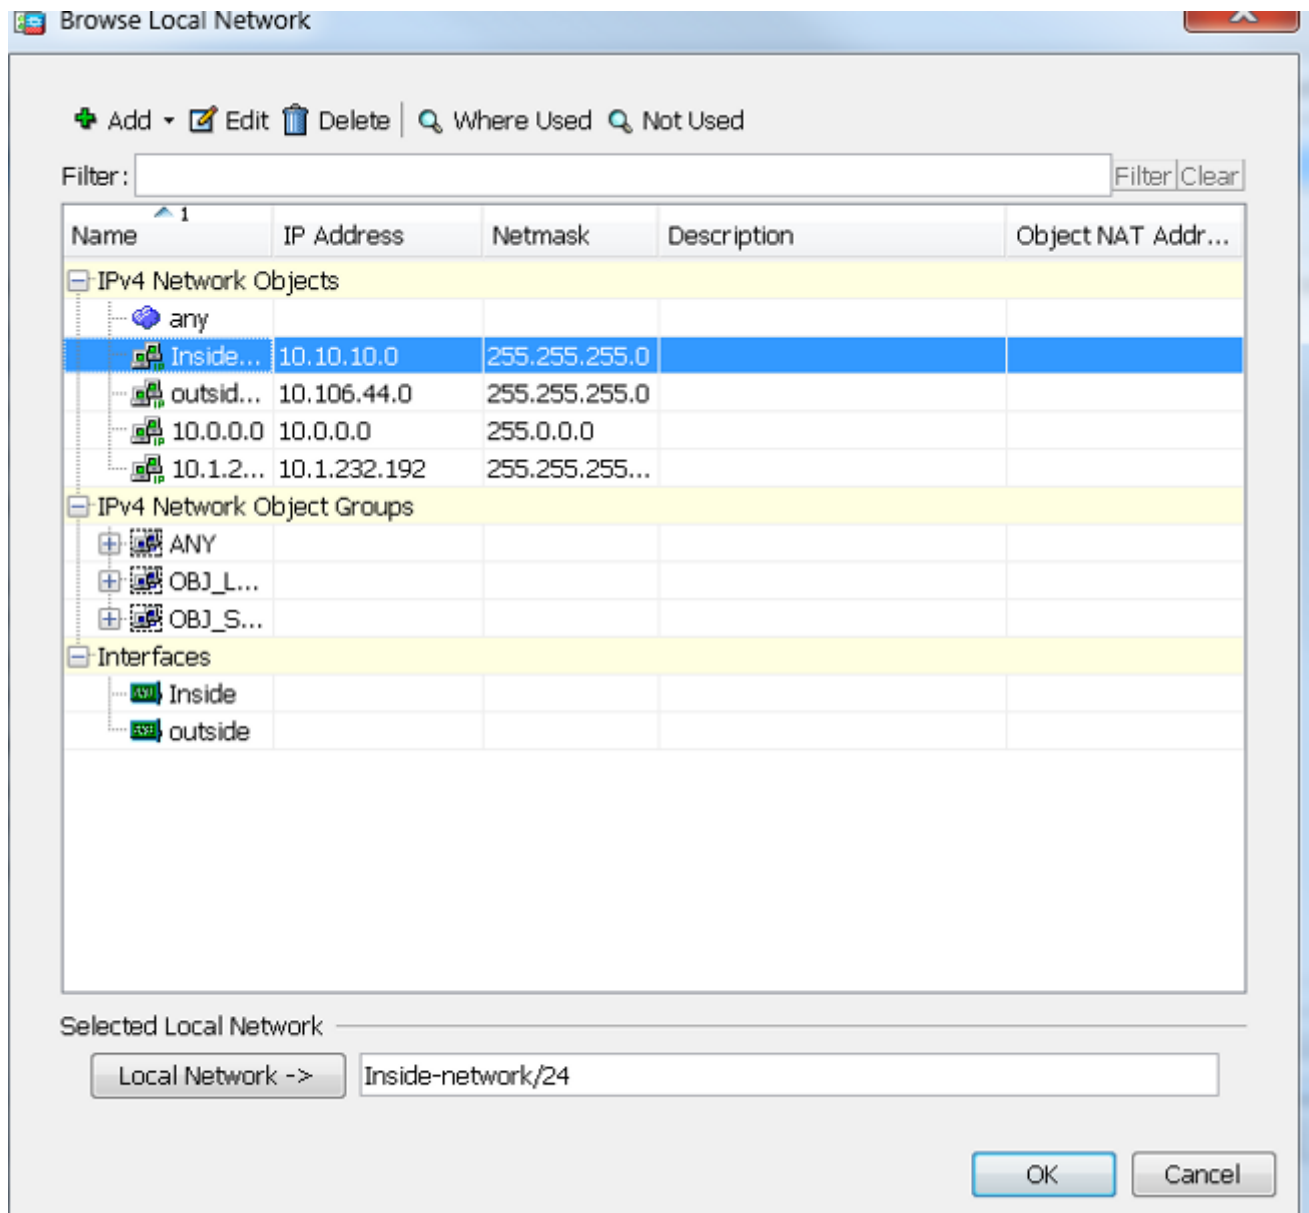 Browse Local Network
Add Edit Delete Where Used Not Used
Filter: Filter Clear
1
Name IP Address Netmask Description Object NAT Addr...
IPv4 Network Objects
any
Inside... 10.10.10.0 255.255.255.0
outsid... 10.106.44.0 255.255.255.0
10.0.0.0 10.0.0.0 255.0.0.0
10.1.2... 10.1.232.192 255.255.255...
IPv4 Network Object Groups
ANY
OBJ_L...
OBJ_S...
Interfaces
Inside
outside
Selected Local Network
Local Network -> Inside-network/24
OK Cancel